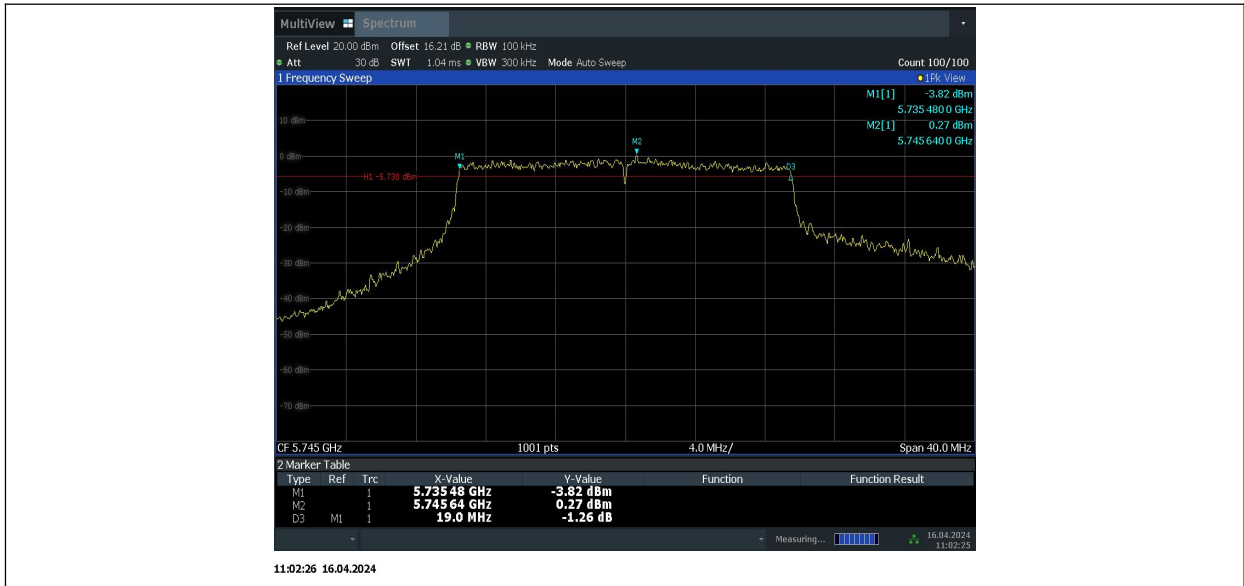 MultiView Spectrum
Ref Level 20.00 dBm Offset 16.21 dB RBW 100 kHz
Att 30 dB SWT 1.04 ms VBW 300 kHz Mode Auto Sweep Count 100/100
1 Frequency Sweep 1Pk View
M1[1] -3.82 dBm
5.735 480 0 GHz
10 dBm
M2[1] 0.27 dBm
5.745 640 0 GHz
M2
0 dBm
M1
D3
H1 -5.730 dBm
-10 dBm
-20 dBm
-30 dBm
-40 dBm
-50 dBm
-60 dBm
-70 dBm
CF 5.745 GHz 1001 pts 4.0 MHz/ Span 40.0 MHz
2 Marker Table
Type Ref Trc X-Value Y-Value Function Function Result
M1 1 5.735 48 GHz -3.82 dBm
M2 1 5.745 64 GHz 0.27 dBm
D3 M1 1 19.0 MHz -1.26 dB
Measuring... 16.04.2024
11:02:25
11:02:26 16.04.2024